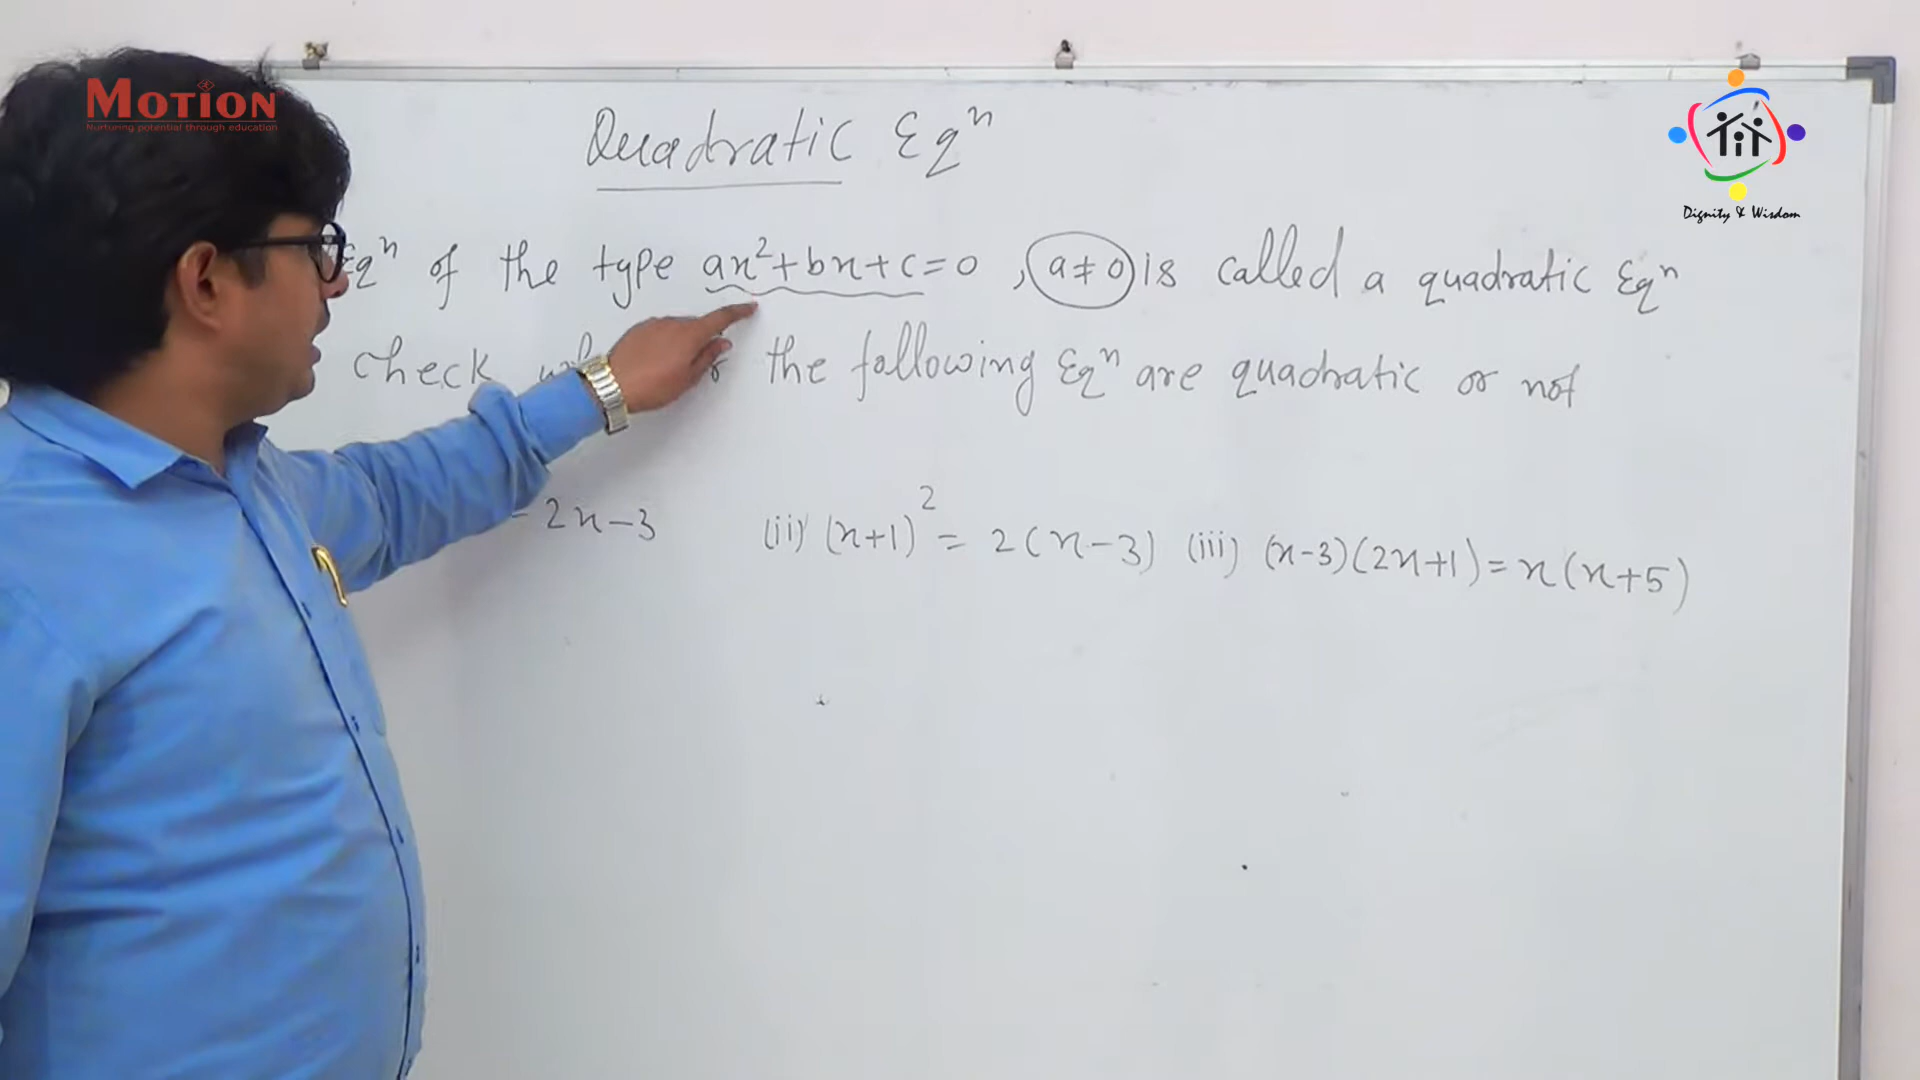 MOTION
Nurturing potential through education
Dignity & Wisdom
Quadratic Eqⁿ
Eqⁿ of the type ax²+bx+c=0 , a≠0 is called a quadratic Eqⁿ
Check the following Eqⁿ are quadratic or not
- 2x-3 (ii) (x+1)² = 2(x-3) (iii) (x-3)(2x+1)=x(x+5)